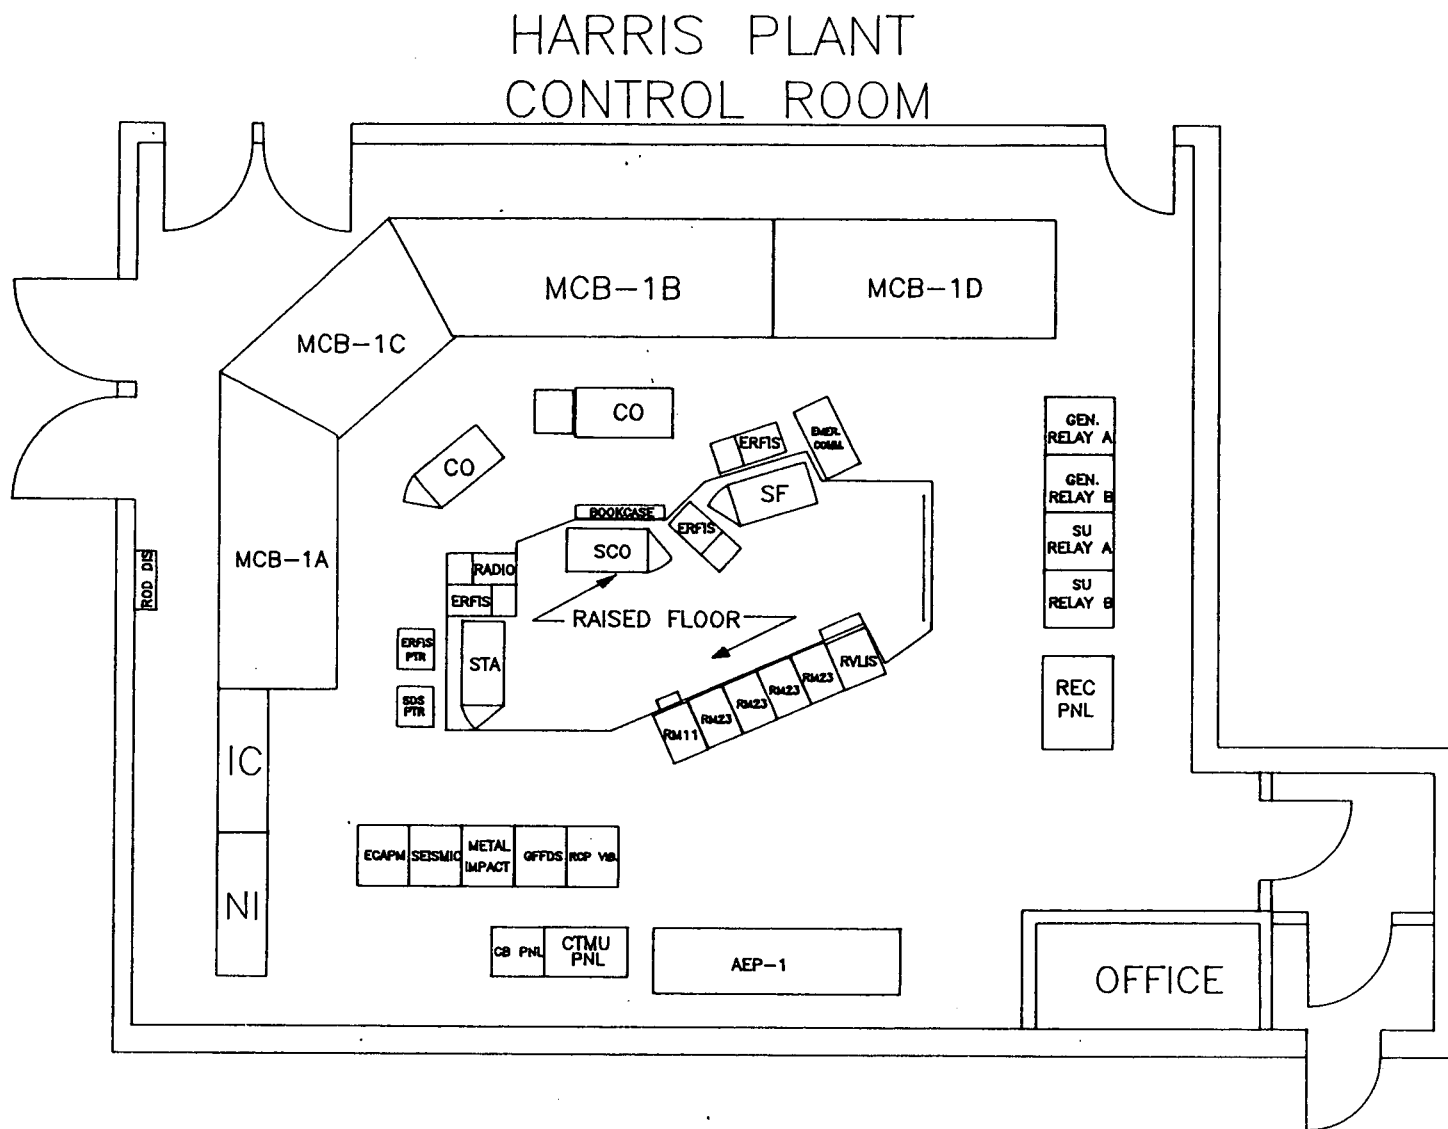 HARRIS PLANT
CONTROL ROOM
MCB-1B
MCB-1D
MCB-1C
CO
CO
ERFIS
EMER.
COMM.
GEN.
RELAY A
GEN.
RELAY B
SU
RELAY A
SU
RELAY B
SF
BOOKCASE
ERFIS
SCO
MCB-1A
ROD DIS
RADIO
ERFIS
RAISED FLOOR
ERFIS
PTR
STA
SDS
PTR
RVLIS
RM23
RM23
RM23
RM23
RM11
REC
PNL
IC
NI
ECAPM
SEISMIC
METAL
IMPACT
GFFDS
RCP VIB.
CB PNL
CTMU
PNL
AEP-1
OFFICE